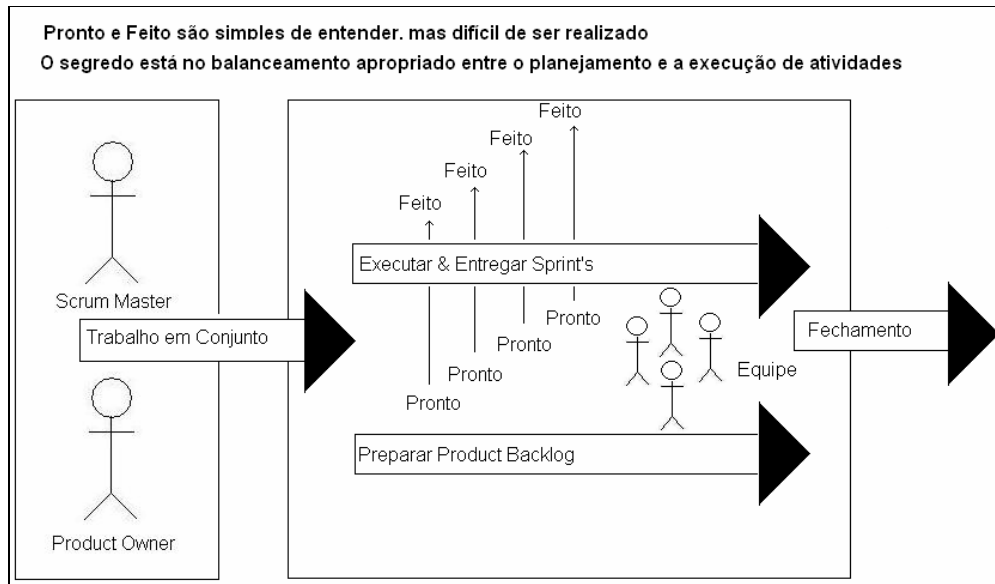 Pronto e Feito são simples de entender, mas difícil de ser realizado
O segredo está no balanceamento apropriado entre o planejamento e a execução de atividades
Feito
Feito
Feito
Feito
Executar & Entregar Sprint's
Scrum Master
Trabalho em Conjunto
Pronto
Pronto
Pronto
Pronto
Equipe
Fechamento
Preparar Product Backlog
Product Owner